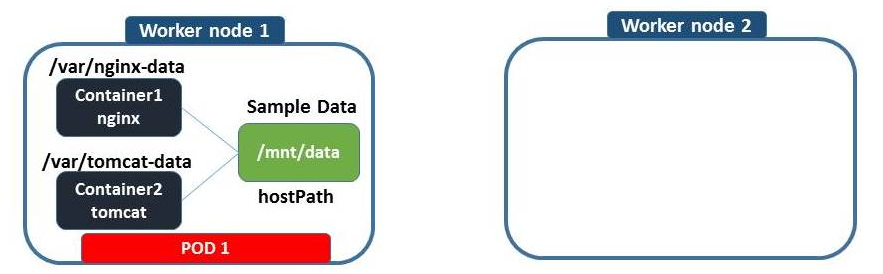 Worker node 1
/var/nginx-data
Container1
nginx
/var/tomcat-data
Container2
tomcat
Sample Data
/mnt/data
hostPath
POD 1
Worker node 2